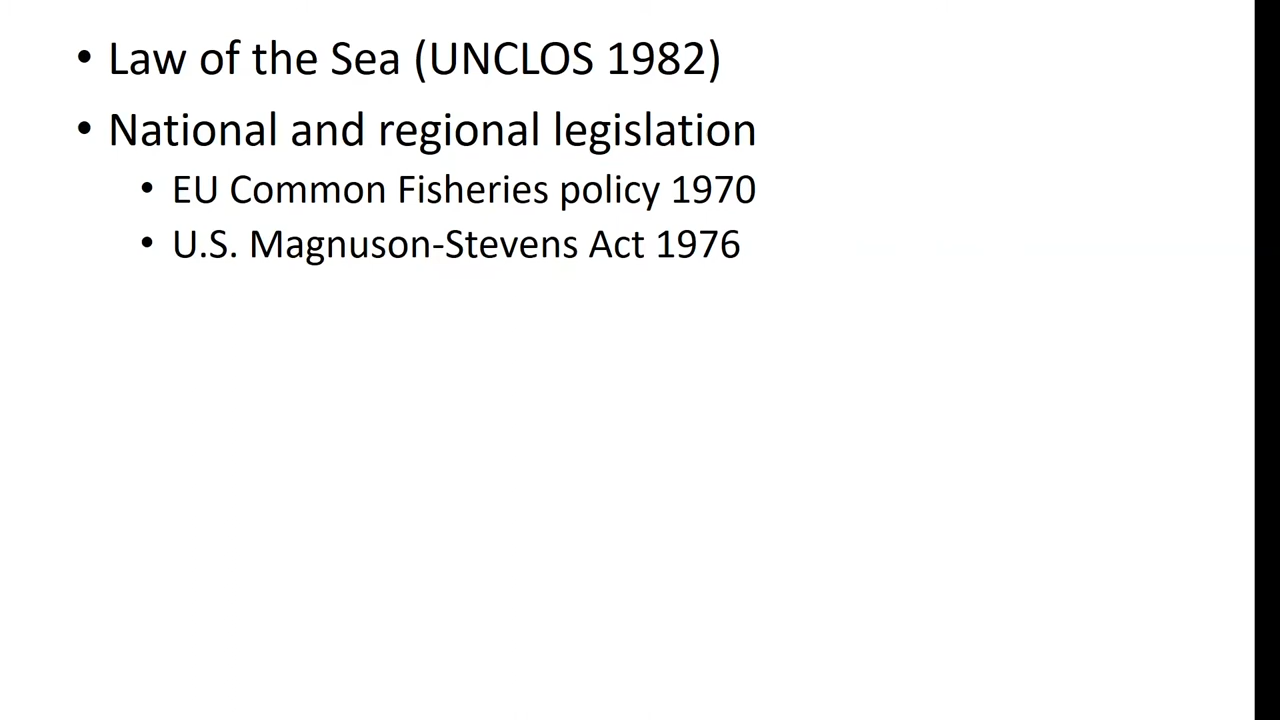 • Law of the Sea (UNCLOS 1982)
• National and regional legislation
• EU Common Fisheries policy 1970
• U.S. Magnuson-Stevens Act 1976